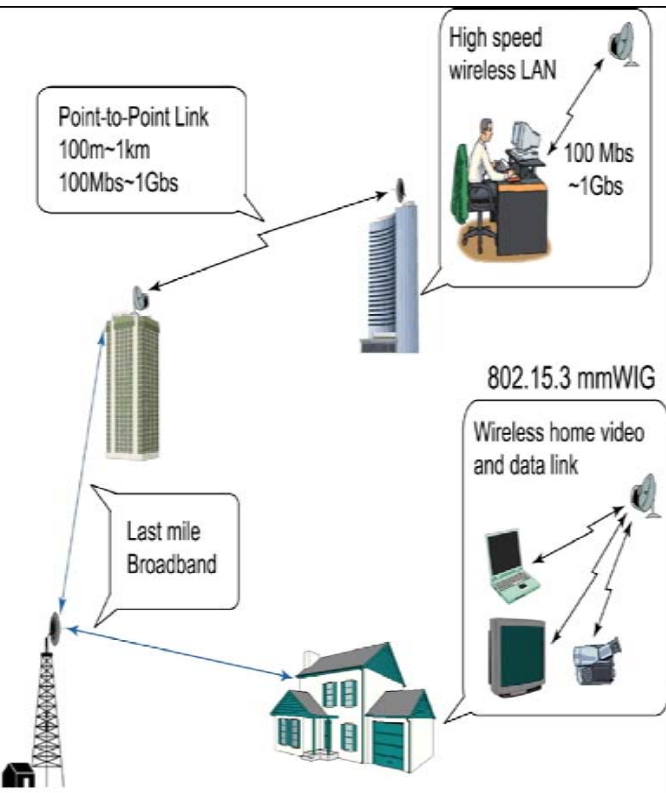 High speed
wireless LAN
100 Mbs
~1Gbs
Point-to-Point Link
100m~1km
100Mbs~1Gbs
802.15.3 mmWIG
Wireless home video
and data link
Last mile
Broadband